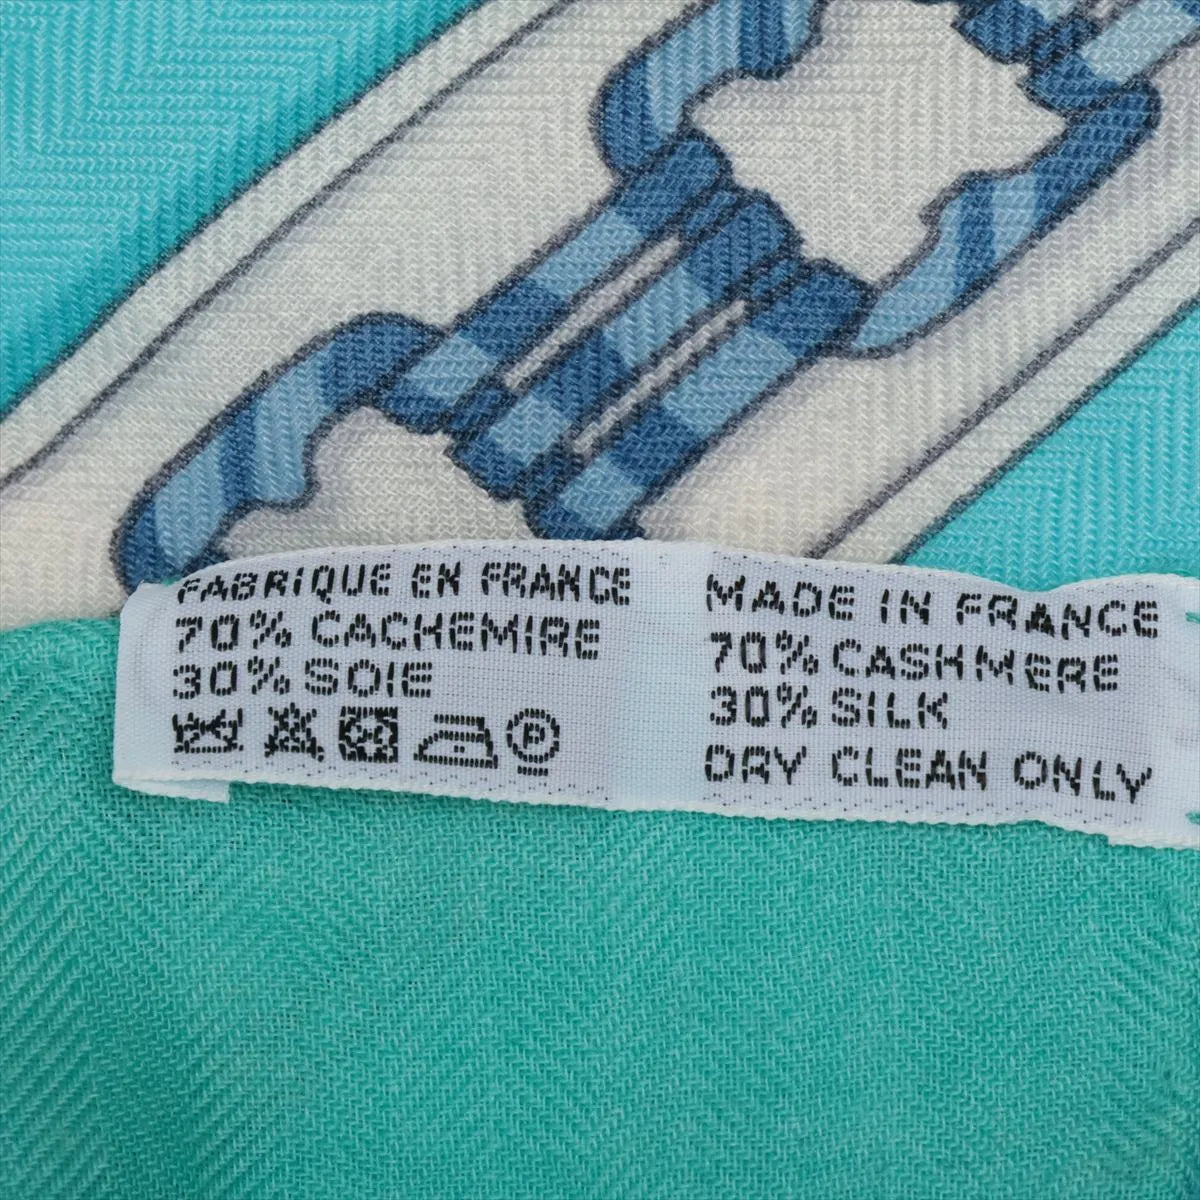 FABRIQUE EN FRANCE
70% CACHEMIRE
30% SOIE
P
MADE IN FRANCE
70% CASHMERE
30% SILK
DRY CLEAN ONLY